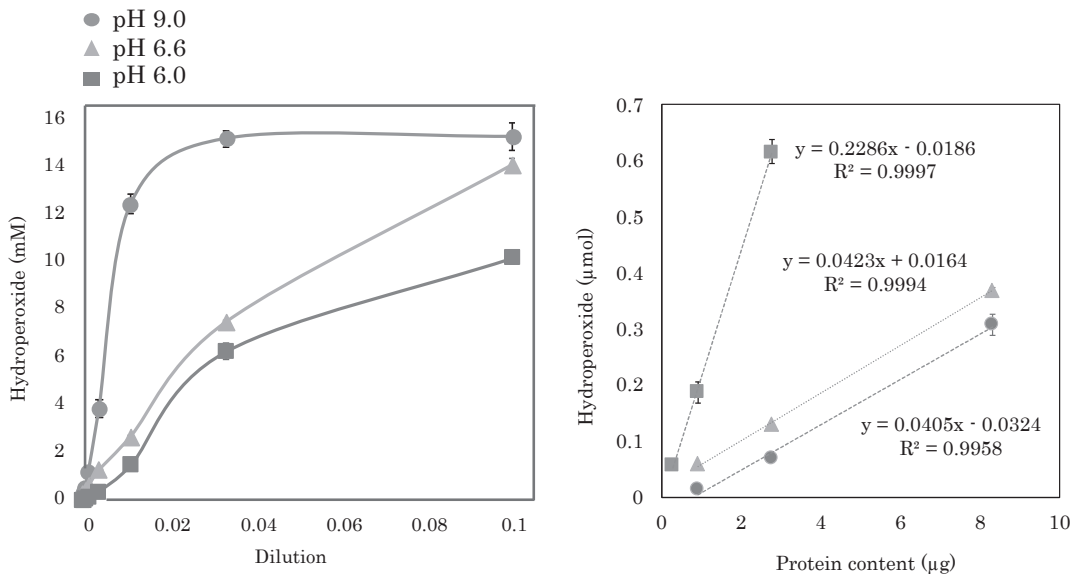 pH 9.0
pH 6.6
pH 6.0
Hydroperoxide (mM)
16
14
12
10
8
6
4
2
0
0
0.02
0.04
0.06
0.08
0.1
Dilution
Hydroperoxide (μmol)
0.7
0.6
0.5
0.4
0.3
0.2
0.1
0
y = 0.2286x - 0.0186
R² = 0.9997
y = 0.0423x + 0.0164
R² = 0.9994
y = 0.0405x - 0.0324
R² = 0.9958
0
2
4
6
8
10
Protein content (μg)